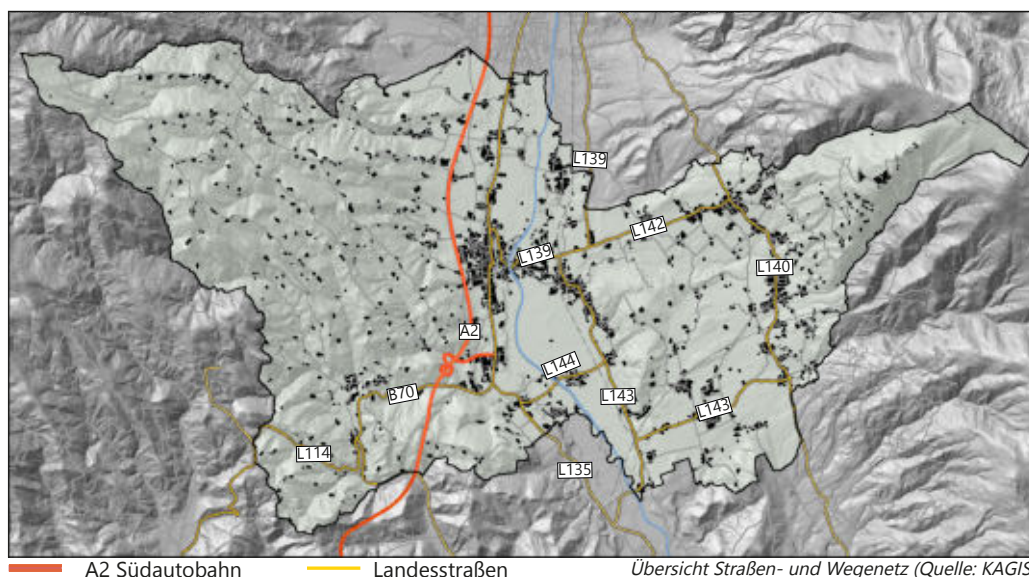 L139
L142
L139
L140
A2
L144
B70
L143
L143
L114
L135
A2 Südautobahn
Landesstraßen
Übersicht Straßen- und Wegenetz (Quelle: KAGIS